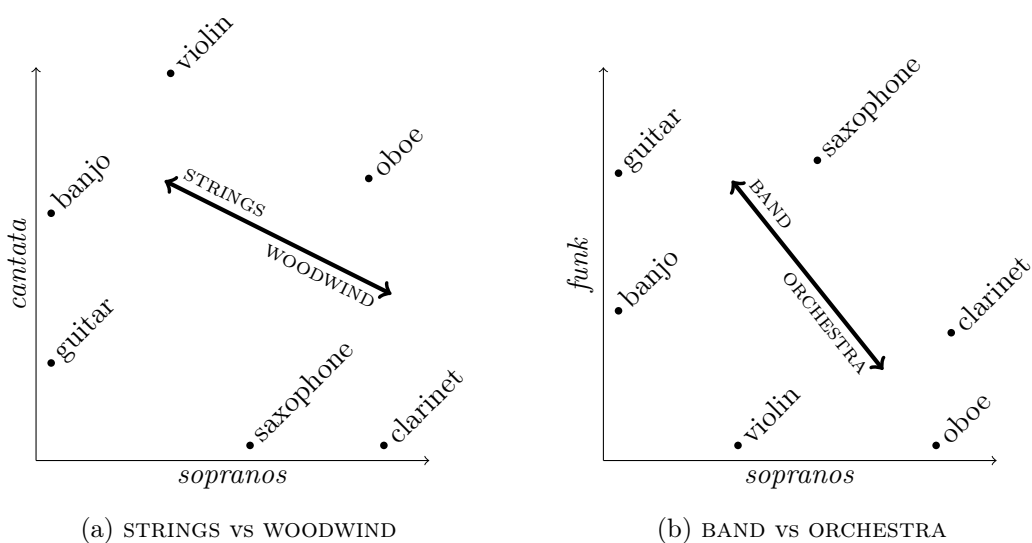 violin
oboe
banjo
STRINGS
WOODWIND
cantata
guitar
saxophone
clarinet
sopranos
(a) STRINGS vs WOODWIND
saxophone
guitar
BAND
funk
banjo
ORCHESTRA
clarinet
violin
oboe
sopranos
(b) BAND vs ORCHESTRA